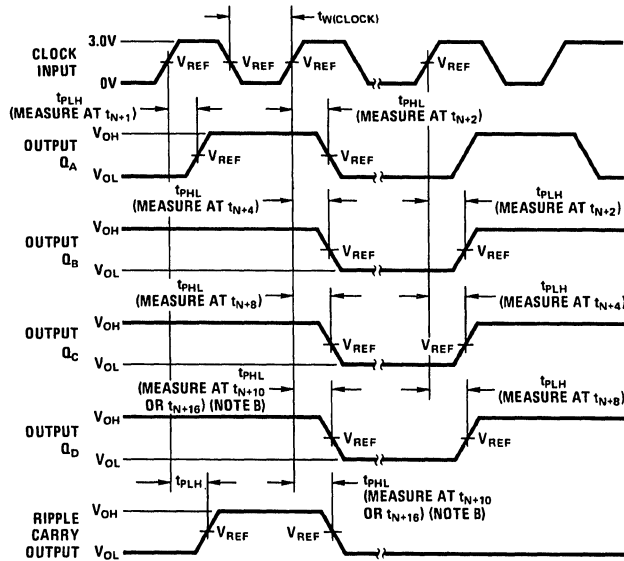 tW(CLOCK)
3.0V
CLOCK
INPUT
VREF VREF VREF VREF
0V
tPLH
(MEASURE AT tN+1)
tPHL
(MEASURE AT tN+2)
VOH
OUTPUT
QA
VREF VREF
VOL
tPHL
(MEASURE AT tN+4)
tPLH
(MEASURE AT tN+2)
VOH
OUTPUT
QB
VREF VREF
VOL
tPHL
(MEASURE AT tN+8)
tPLH
(MEASURE AT tN+4)
VOH
OUTPUT
QC
VREF VREF
VOL
tPHL
(MEASURE AT tN+10
OR tN+16) (NOTE B)
tPLH
(MEASURE AT tN+8)
VOH
OUTPUT
QD
VREF VREF
VOL
tPLH
tPHL
(MEASURE AT tN+10
OR tN+16) (NOTE B)
VOH
RIPPLE
CARRY
OUTPUT
VREF VREF
VOL